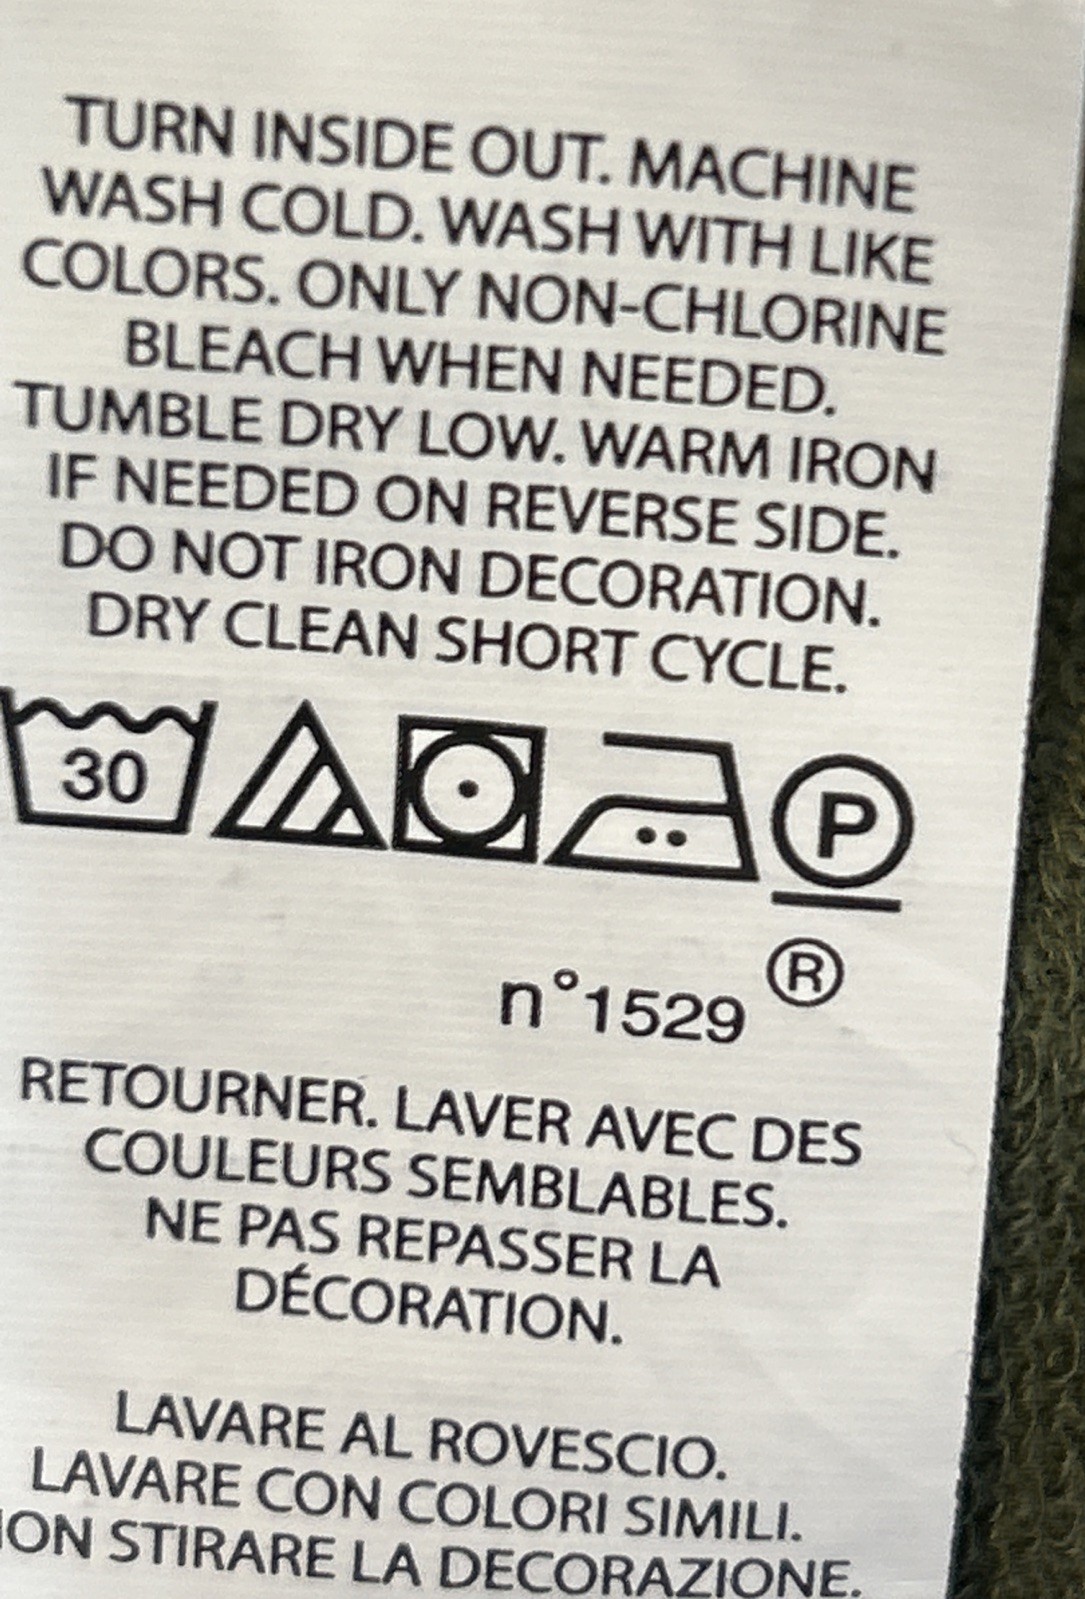 TURN INSIDE OUT. MACHINE
WASH COLD. WASH WITH LIKE
COLORS. ONLY NON-CHLORINE
BLEACH WHEN NEEDED.
TUMBLE DRY LOW. WARM IRON
IF NEEDED ON REVERSE SIDE.
DO NOT IRON DECORATION.
DRY CLEAN SHORT CYCLE.
30 P
®
n°1529
RETOURNER. LAVER AVEC DES
COULEURS SEMBLABLES.
NE PAS REPASSER LA
DÉCORATION.
LAVARE AL ROVESCIO.
LAVARE CON COLORI SIMILI.
ON STIRARE LA DECORAZIONE.